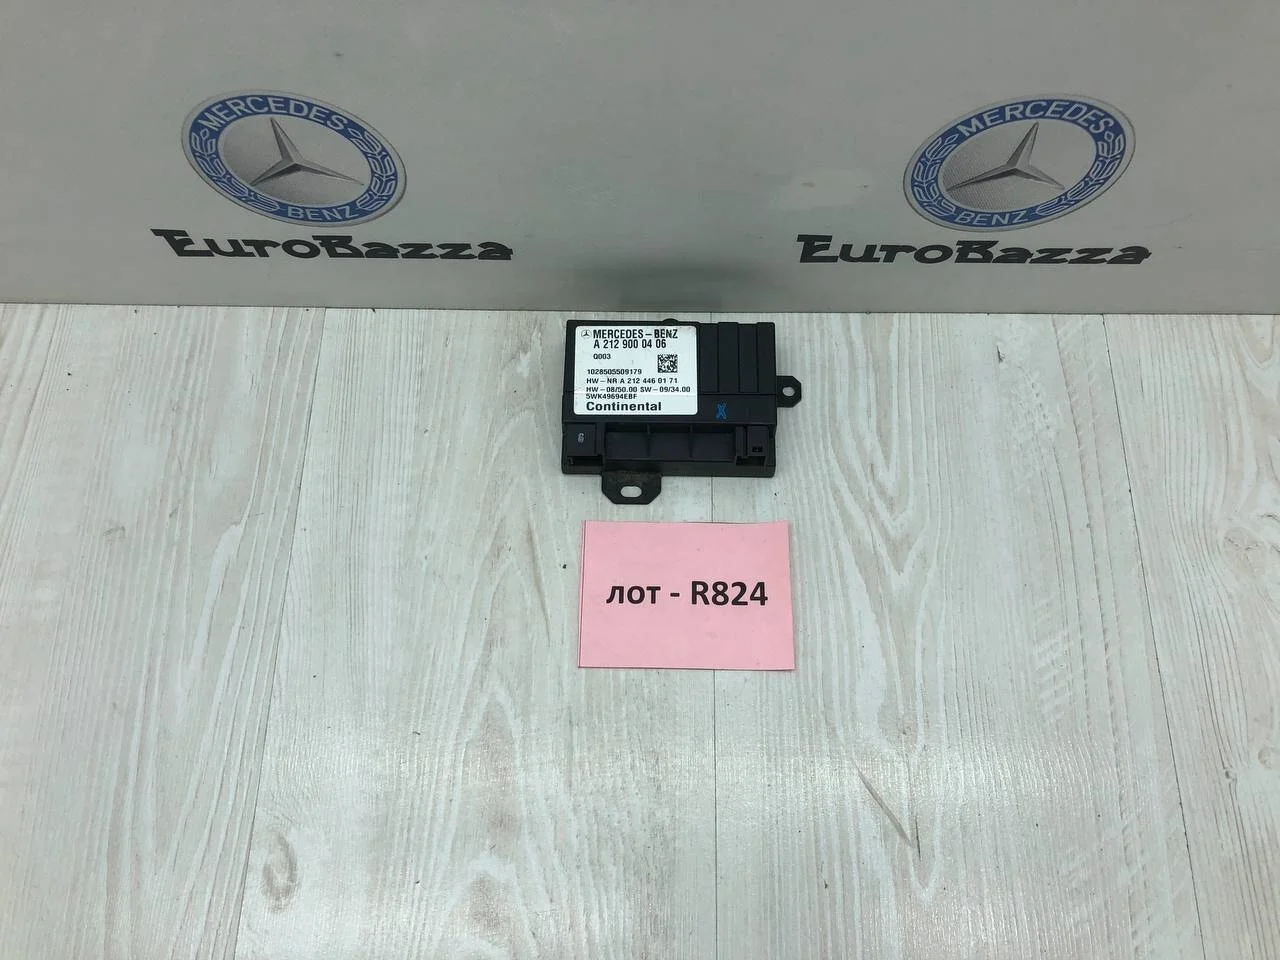 MERCEDES
BENZ
EuroBazza
MERCEDES
BENZ
EuroBazza
MERCEDES-BENZ
A 212 900 04 06
Q003
1028505509179
HW-NR A 212 446 01 71
HW-08/50.00 SW-09/34.00
5WK49694EBF
Continental
X
лот - R824